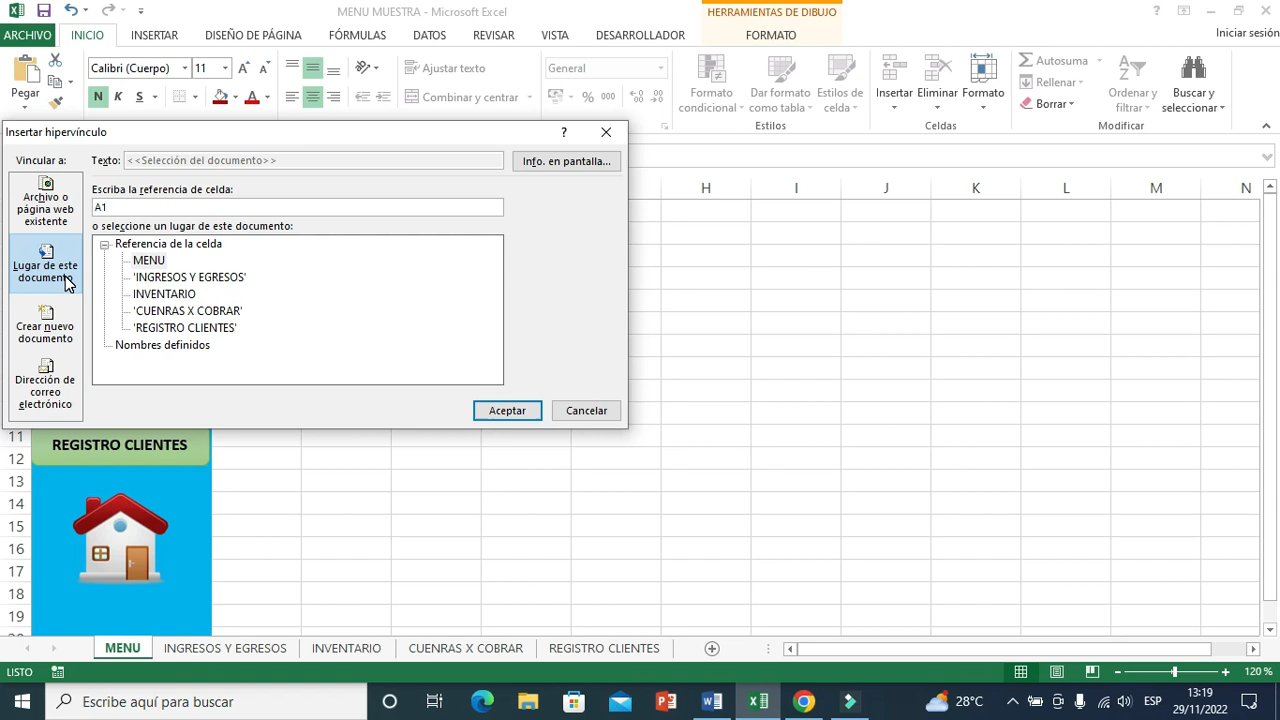 MENU MUESTRA - Microsoft Excel
HERRAMIENTAS DE DIBUJO
ARCHIVO INICIO INSERTAR DISEÑO DE PÁGINA FÓRMULAS DATOS REVISAR VISTA DESARROLLADOR FORMATO Iniciar sesión
Pegar
Calibri (Cuerpo) 11
N K S
Ajustar texto
Combinar y centrar
General
% 000
Formato condicional
Dar formato como tabla
Estilos de celda
Estilos
Insertar Eliminar Formato
Celdas
Autosuma
Rellenar
Borrar
Ordenar y filtrar
Buscar y seleccionar
Modificar
Insertar hipervínculo
Vincular a:
Texto: <<Selección del documento>>
Info. en pantalla...
Archivo o página web existente
Lugar de este documento
Crear nuevo documento
Dirección de correo electrónico
Escriba la referencia de celda:
A1
o seleccione un lugar de este documento:
Referencia de la celda
MENU
'INGRESOS Y EGRESOS'
INVENTARIO
'CUENRAS X COBRAR'
'REGISTRO CLIENTES'
Nombres definidos
Aceptar Cancelar
H I J K L M N
11
12
13
14
15
16
17
18
19
REGISTRO CLIENTES
MENU INGRESOS Y EGRESOS INVENTARIO CUENRAS X COBRAR REGISTRO CLIENTES
LISTO
120 %
Escribe aquí para buscar
28°C
ESP
13:19
29/11/2022